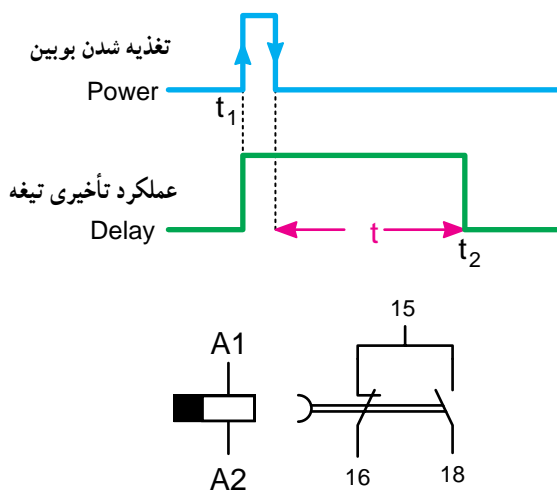 تغذیه شدن بوبین
Power
t1
عملکرد تأخیری تیغه
Delay
t
t2
15
A1
A2
16
18